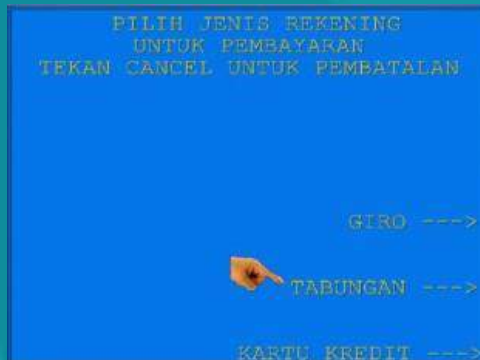 PILIH JENIS REKENING
UNTUK PEMBAYARAN
TEKAN CANCEL UNTUK PEMBATALAN
GIRO --->
TABUNGAN --->
KARTU KREDIT --->